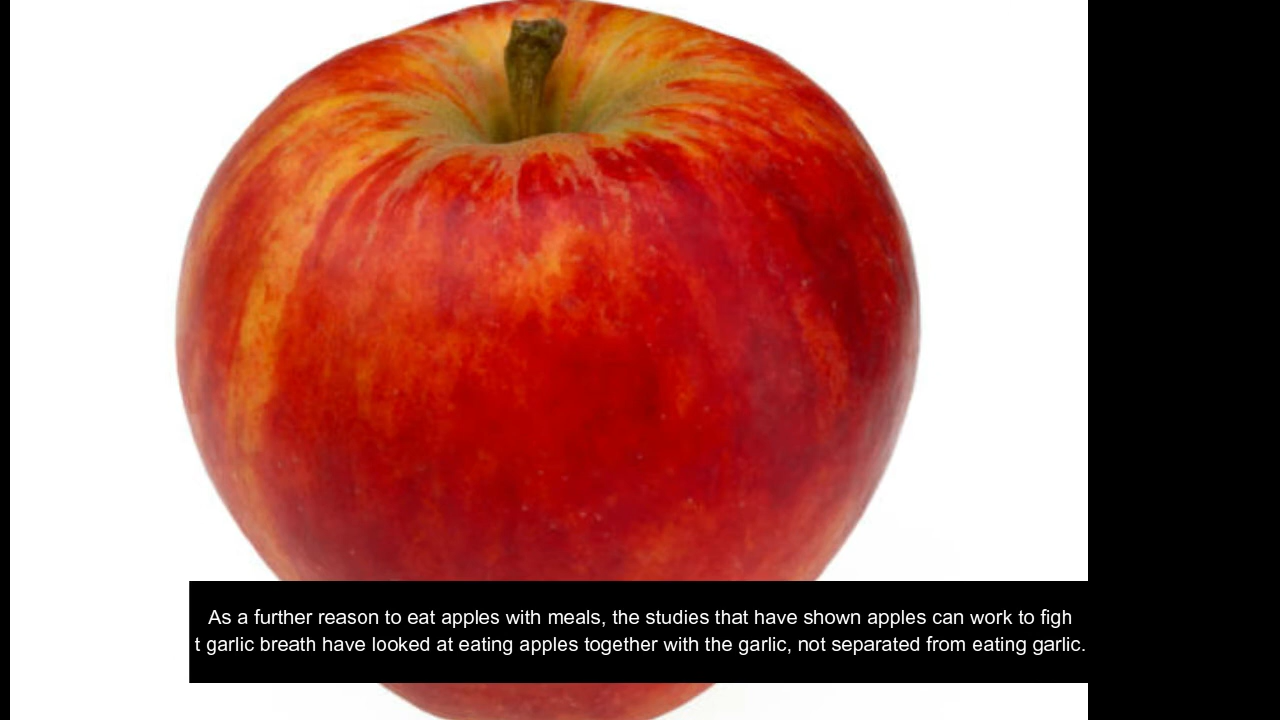 As a further reason to eat apples with meals, the studies that have shown apples can work to figh
t garlic breath have looked at eating apples together with the garlic, not separated from eating garlic.